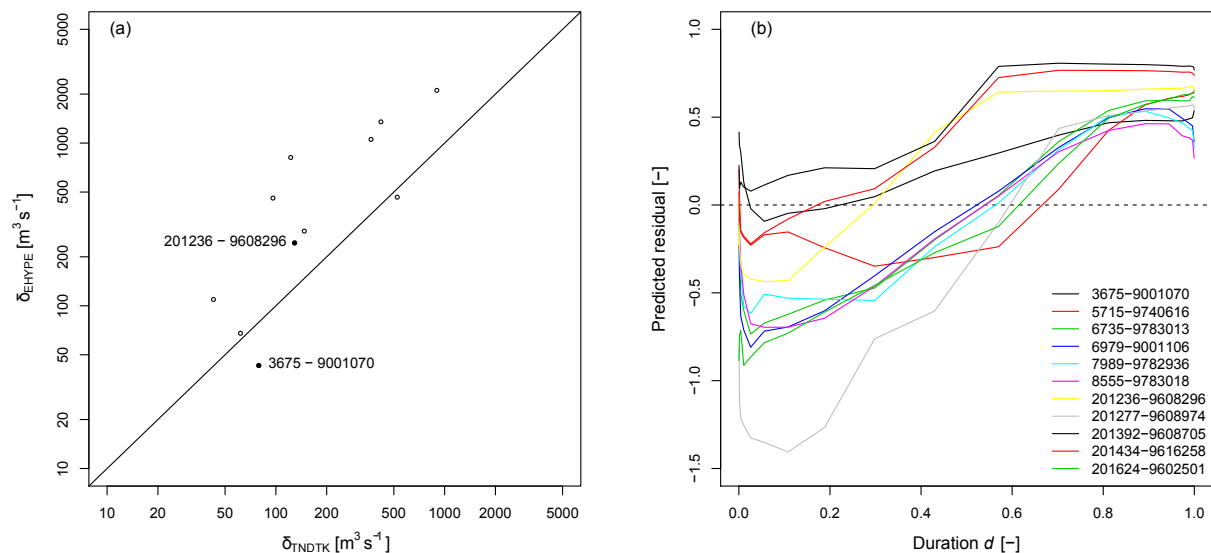 (a)
5000
2000
1000
500
200
100
50
20
10
δEHYPE [m³ s⁻¹]
201236 − 9608296
3675 − 9001070
10 20 50 100 200 500 1000 2000 5000
δTNDTK [m³ s⁻¹]
(b)
1.0
0.5
0.0
−0.5
−1.0
−1.5
Predicted residual [−]
3675−9001070
5715−9740616
6735−9783013
6979−9001106
7989−9782936
8555−9783018
201236−9608296
201277−9608974
201392−9608705
201434−9616258
201624−9602501
0.0 0.2 0.4 0.6 0.8 1.0
Duration d [−]